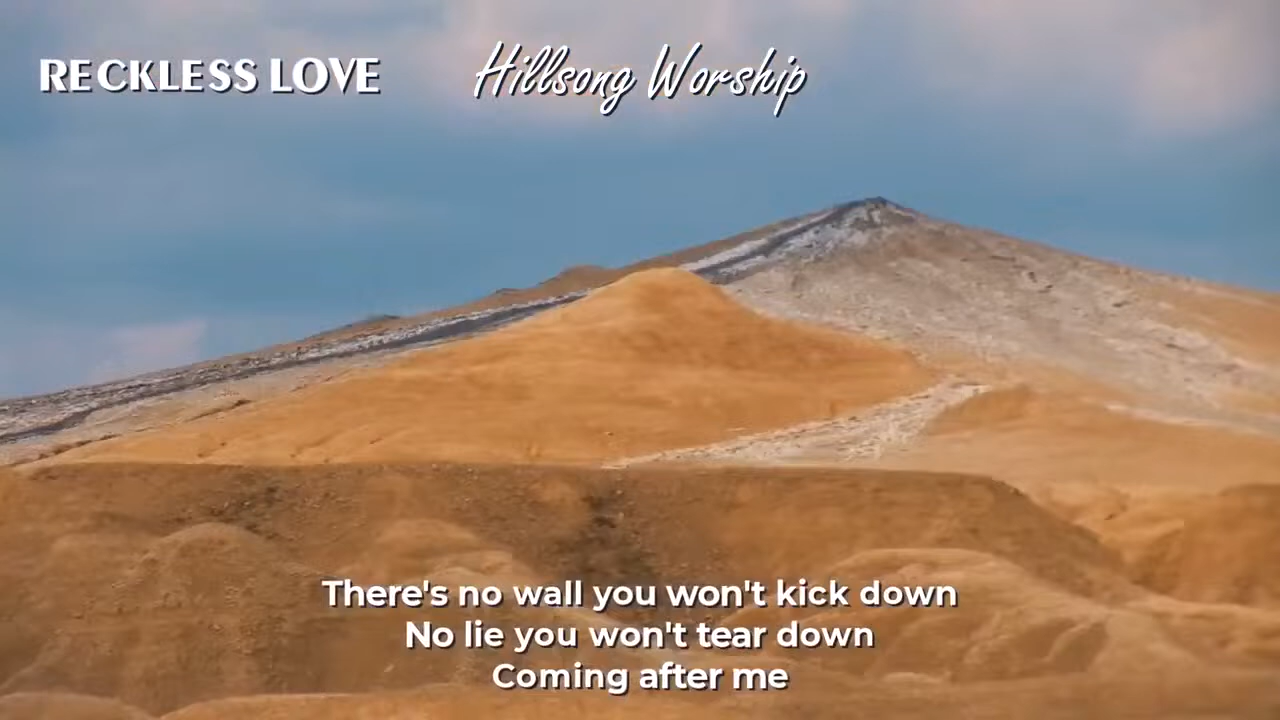 RECKLESS LOVE
Hillsong Worship
There's no wall you won't kick down
No lie you won't tear down
Coming after me